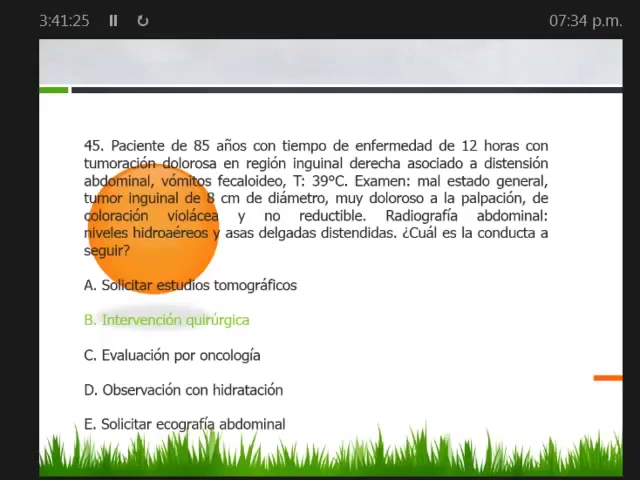 3:41:25
07:34 p.m.
45. Paciente de 85 años con tiempo de enfermedad de 12 horas con
tumoración dolorosa en región inguinal derecha asociado a distensión
abdominal, vómitos fecaloideo, T: 39°C. Examen: mal estado general,
tumor inguinal de 8 cm de diámetro, muy doloroso a la palpación, de
coloración violácea y no reductible. Radiografía abdominal:
niveles hidroaéreos y asas delgadas distendidas. ¿Cuál es la conducta a
seguir?
A. Solicitar estudios tomográficos
B. Intervención quirúrgica
C. Evaluación por oncología
D. Observación con hidratación
E. Solicitar ecografía abdominal